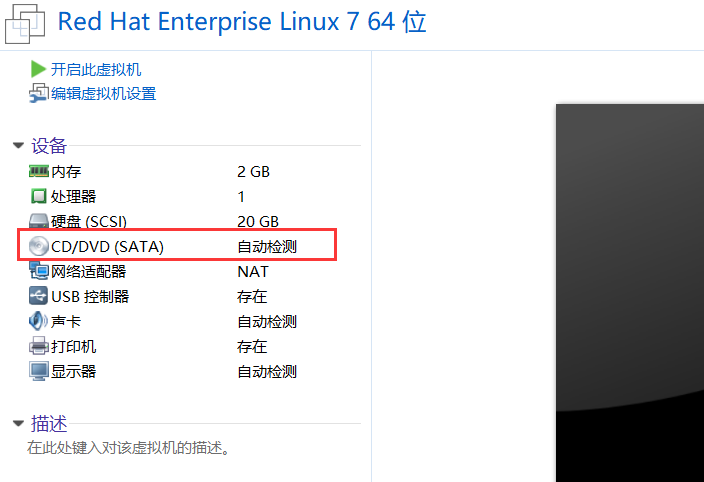 Red Hat Enterprise Linux 7 64 位
开启此虚拟机
编辑虚拟机设置
设备
内存 2 GB
处理器 1
硬盘 (SCSI) 20 GB
CD/DVD (SATA) 自动检测
网络适配器 NAT
USB 控制器 存在
声卡 自动检测
打印机 存在
显示器 自动检测
描述
在此处键入对该虚拟机的描述。